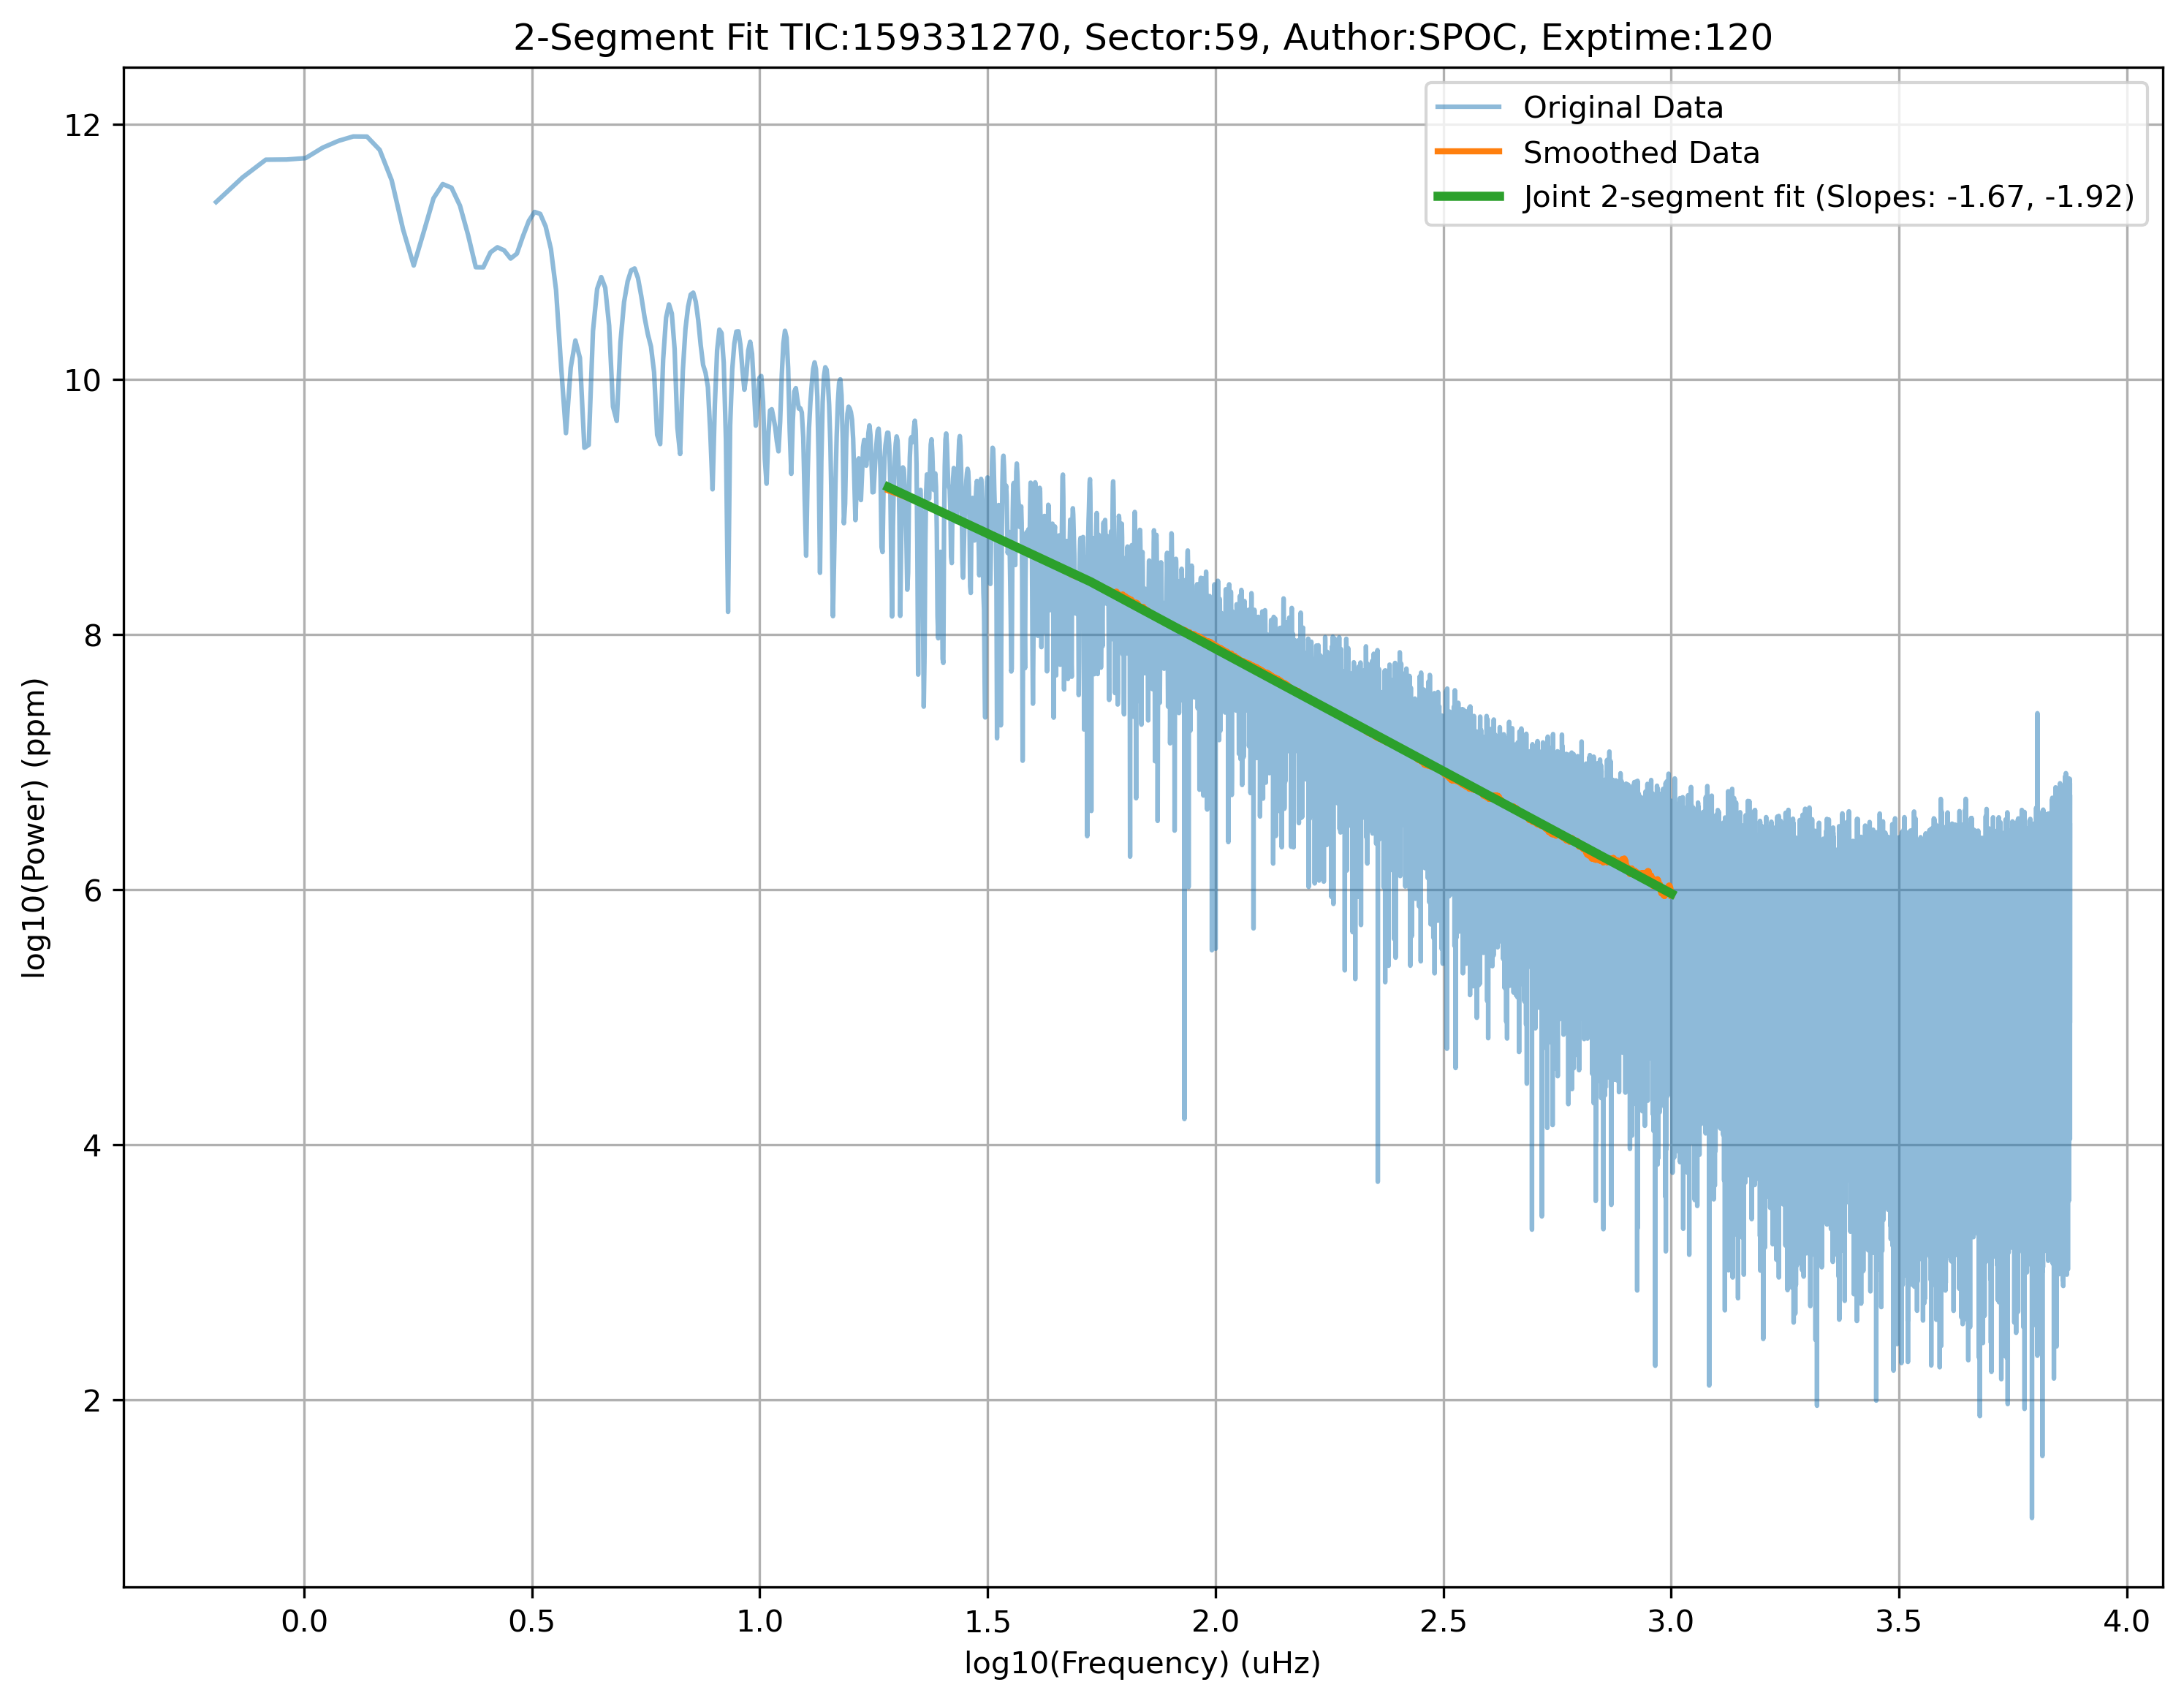 2-Segment Fit TIC:159331270, Sector:59, Author:SPOC, Exptime:120
Original Data
Smoothed Data
Joint 2-segment fit (Slopes: -1.67, -1.92)
12
10
8
6
4
2
log10(Power) (ppm)
0.0 0.5 1.0 1.5 2.0 2.5 3.0 3.5 4.0
log10(Frequency) (uHz)